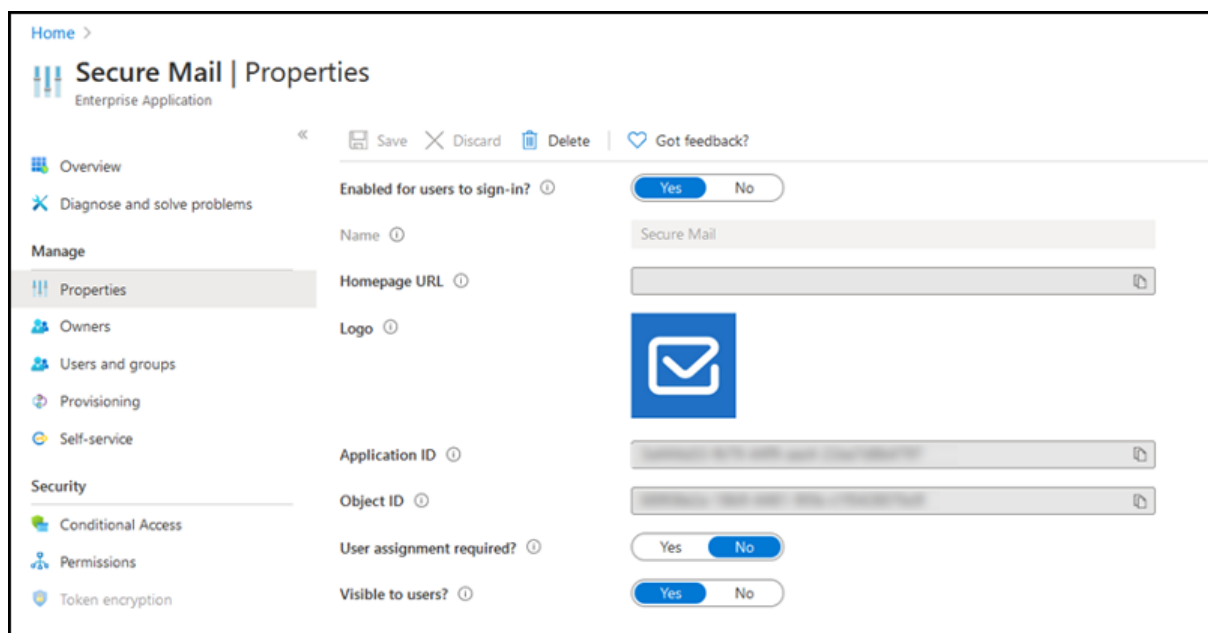 Home >
Secure Mail | Properties
Enterprise Application
«
Save Discard Delete Got feedback?
Overview
Diagnose and solve problems
Manage
Properties
Owners
Users and groups
Provisioning
Self-service
Security
Conditional Access
Permissions
Token encryption
Enabled for users to sign-in? Yes No
Name Secure Mail
Homepage URL
Logo
Application ID
Object ID
User assignment required? Yes No
Visible to users? Yes No